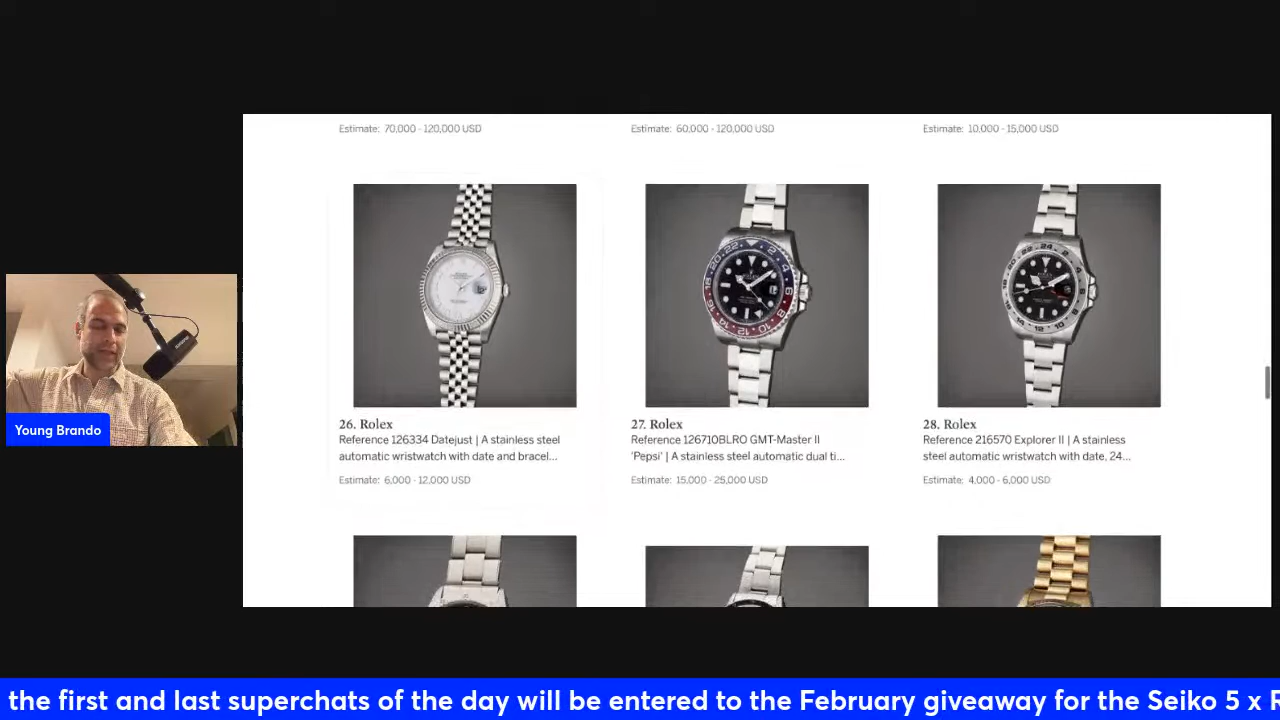 Estimate: 70,000 - 120,000 USD
Estimate: 60,000 - 120,000 USD
Estimate: 10,000 - 15,000 USD
26. Rolex
Reference 126334 Datejust | A stainless steel
automatic wristwatch with date and bracel...
Estimate: 6,000 - 12,000 USD
27. Rolex
Reference 126710BLRO GMT-Master II
'Pepsi' | A stainless steel automatic dual ti...
Estimate: 15,000 - 25,000 USD
28. Rolex
Reference 216570 Explorer II | A stainless
steel automatic wristwatch with date, 24...
Estimate: 4,000 - 6,000 USD
Young Brando
the first and last superchats of the day will be entered to the February giveaway for the Seiko 5 x